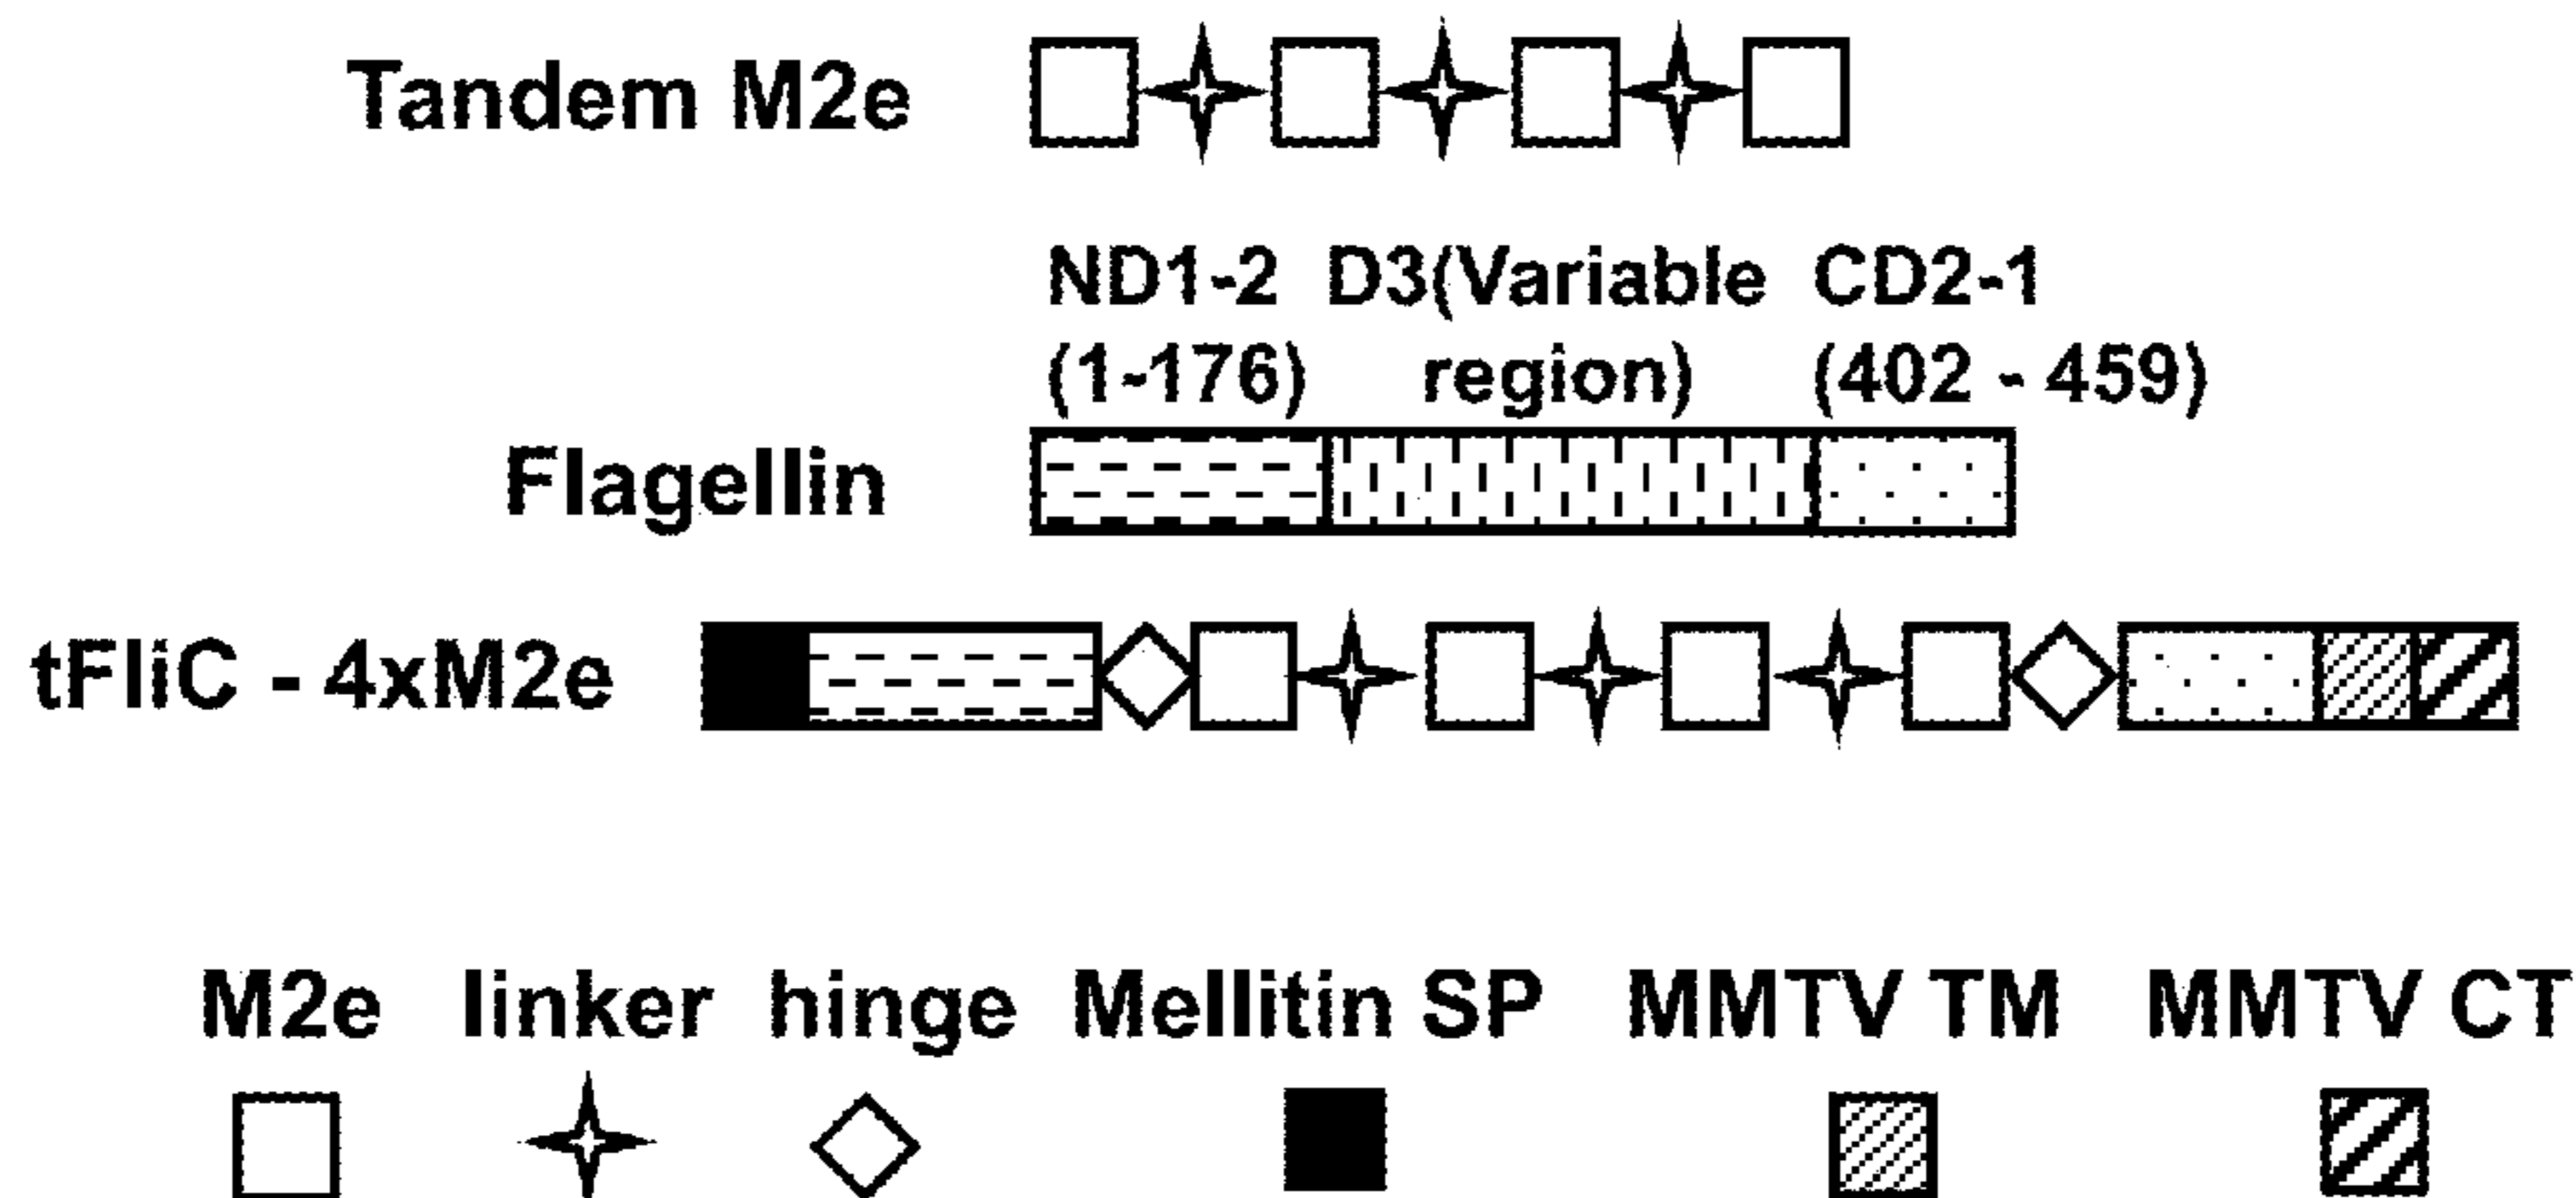 Tandem M2e
ND1-2 D3(Variable CD2-1
(1-176) region) (402 - 459)
Flagellin
tFliC - 4xM2e
M2e linker hinge Mellitin SP MMTV TM MMTV CT